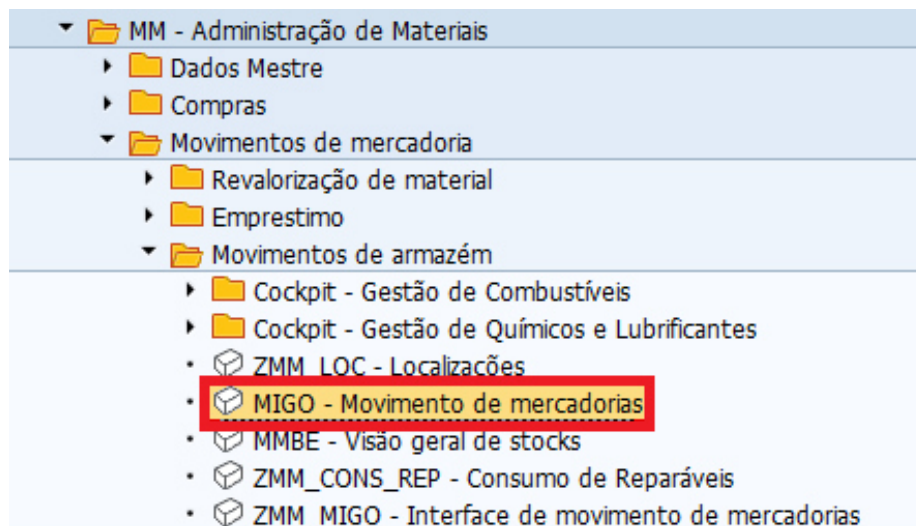 MM - Administração de Materiais
Dados Mestre
Compras
Movimentos de mercadoria
Revalorização de material
Emprestimo
Movimentos de armazém
Cockpit - Gestão de Combustíveis
Cockpit - Gestão de Químicos e Lubrificantes
ZMM_LOC - Localizações
MIGO - Movimento de mercadorias
MMBE - Visão geral de stocks
ZMM_CONS_REP - Consumo de Reparáveis
ZMM_MIGO - Interface de movimento de mercadorias